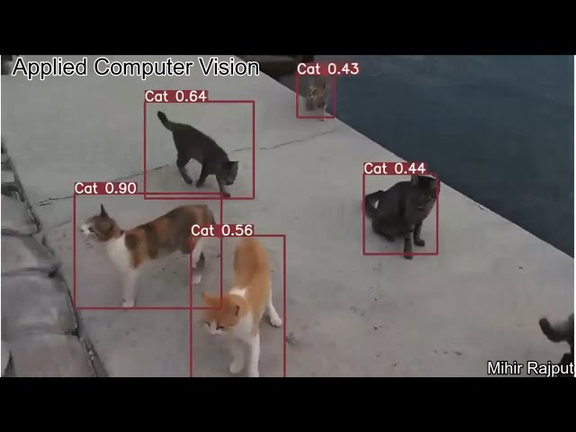 Applied Computer Vision
Cat 0.43
Cat 0.64
Cat 0.44
Cat 0.90
Cat 0.56
Mihir Rajput